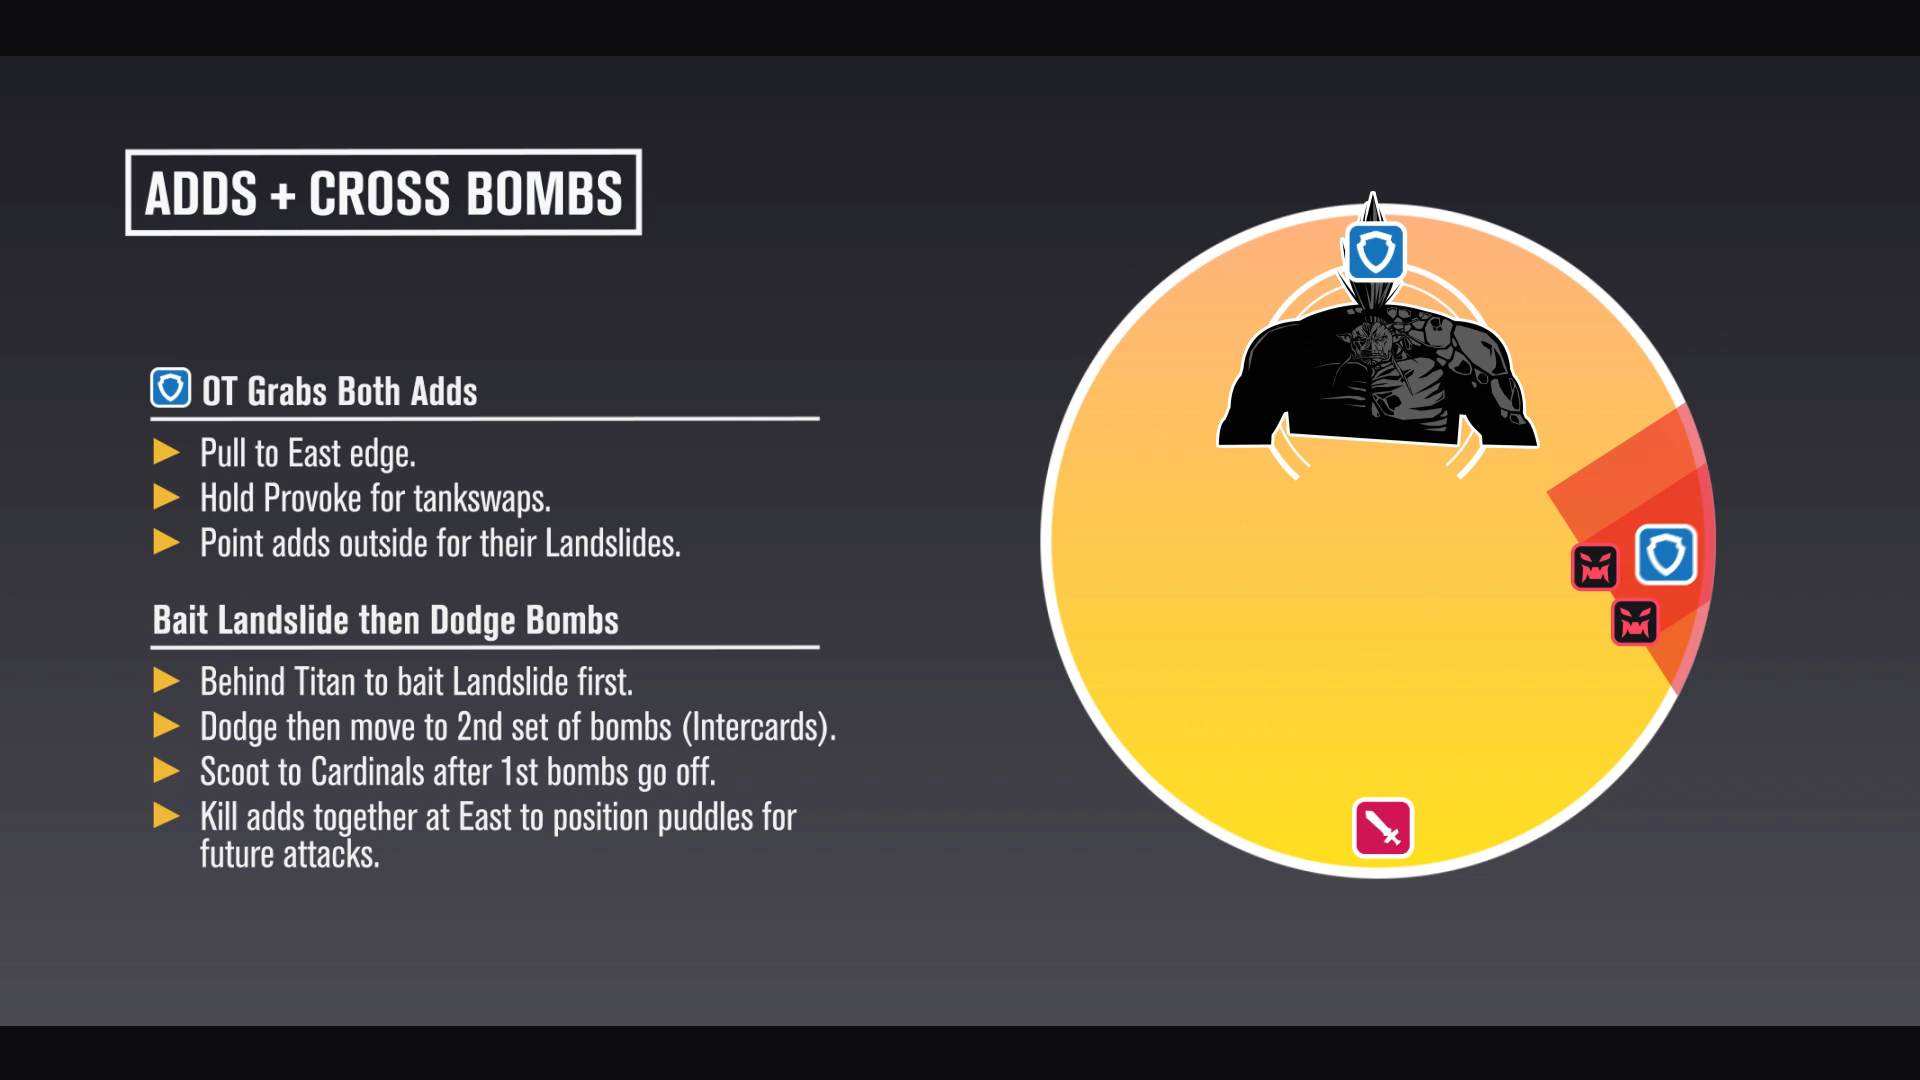 ADDS + CROSS BOMBS
OT Grabs Both Adds
Pull to East edge.
Hold Provoke for tankswaps.
Point adds outside for their Landslides.
Bait Landslide then Dodge Bombs
Behind Titan to bait Landslide first.
Dodge then move to 2nd set of bombs (Intercards).
Scoot to Cardinals after 1st bombs go off.
Kill adds together at East to position puddles for
future attacks.